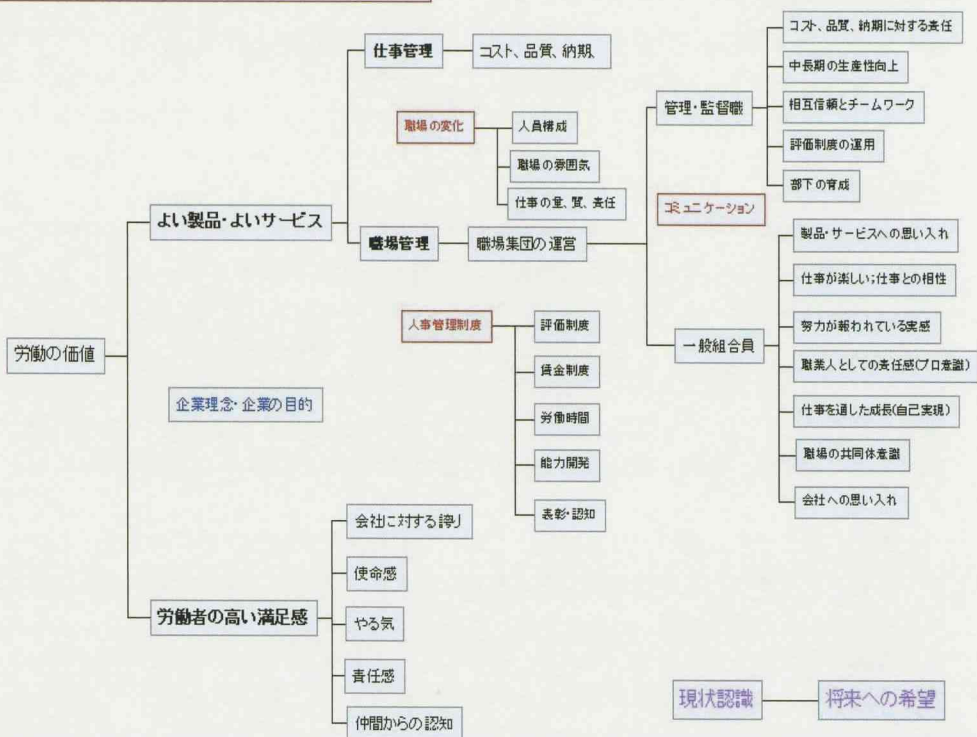 労働の価値
よい製品・よいサービス
仕事管理
コスト、品質、納期、
職場の変化
人員構成
職場の雰囲気
仕事の量、質、責任
職場管理
職場集団の運営
管理・監督職
コスト、品質、納期に対する責任
中長期の生産性向上
相互信頼とチームワーク
評価制度の運用
部下の育成
コミュニケーション
一般組合員
製品・サービスへの思い入れ
仕事が楽しい;仕事との相性
努力が報われている実感
職業人としての責任感(プロ意識)
仕事を通した成長(自己実現)
職場の共同体意識
会社への思い入れ
人事管理制度
評価制度
賃金制度
労働時間
能力開発
表彰・認知
企業理念・企業の目的
労働者の高い満足感
会社に対する誇り
使命感
やる気
責任感
仲間からの認知
現状認識
将来への希望